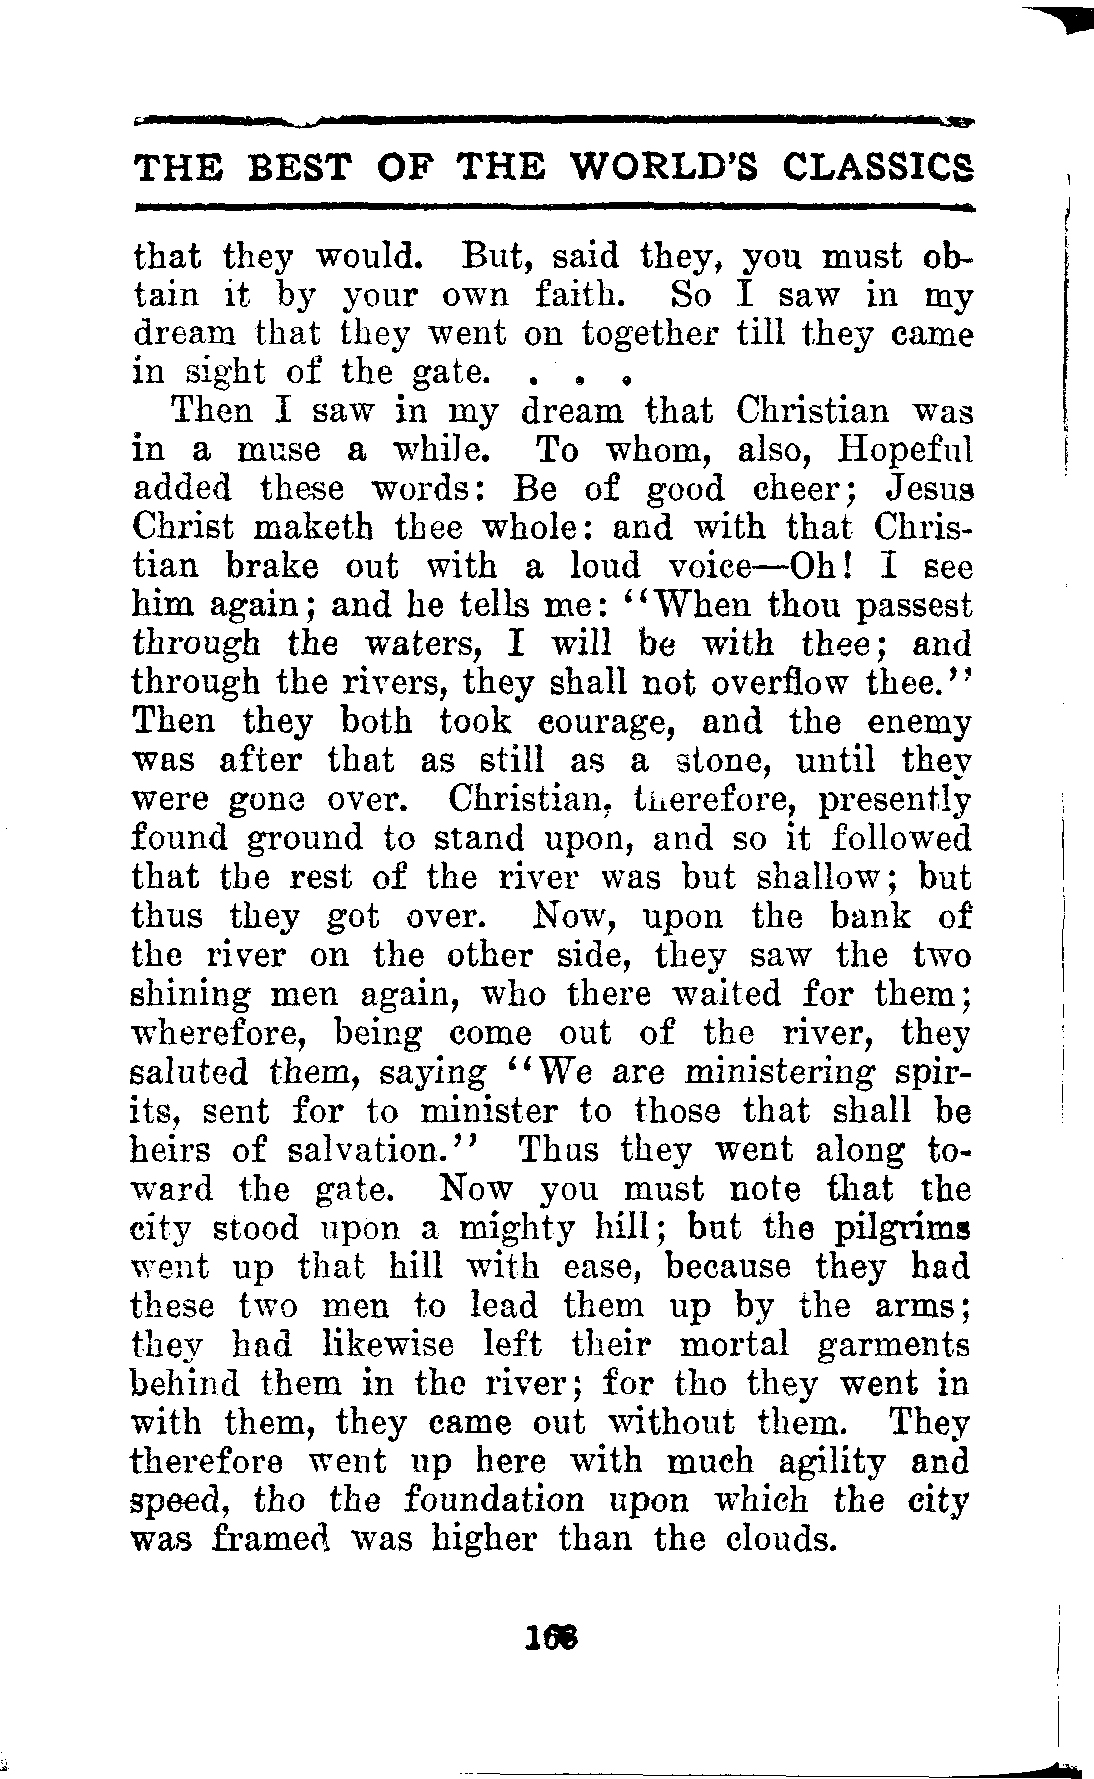 THE BEST OF THE WORLD'S CLASSICS
that they would. But, said they, you must ob-
tain it by your own faith. So I saw in my
dream that they went on together till they came
in sight of the gate. . . .
Then I saw in my dream that Christian was
in a muse a while. To whom, also, Hopeful
added these words: Be of good cheer; Jesus
Christ maketh thee whole: and with that Chris-
tian brake out with a loud voice—Oh! I see
him again; and he tells me: "When thou passest
through the waters, I will be with thee; and
through the rivers, they shall not overflow thee."
Then they both took courage, and the enemy
was after that as still as a stone, until they
were gone over. Christian, therefore, presently
found ground to stand upon, and so it followed
that the rest of the river was but shallow; but
thus they got over. Now, upon the bank of
the river on the other side, they saw the two
shining men again, who there waited for them;
wherefore, being come out of the river, they
saluted them, saying "We are ministering spir-
its, sent for to minister to those that shall be
heirs of salvation." Thus they went along to-
ward the gate. Now you must note that the
city stood upon a mighty hill; but the pilgrims
went up that hill with ease, because they had
these two men to lead them up by the arms;
they had likewise left their mortal garments
behind them in the river; for tho they went in
with them, they came out without them. They
therefore went up here with much agility and
speed, tho the foundation upon which the city
was framed was higher than the clouds.